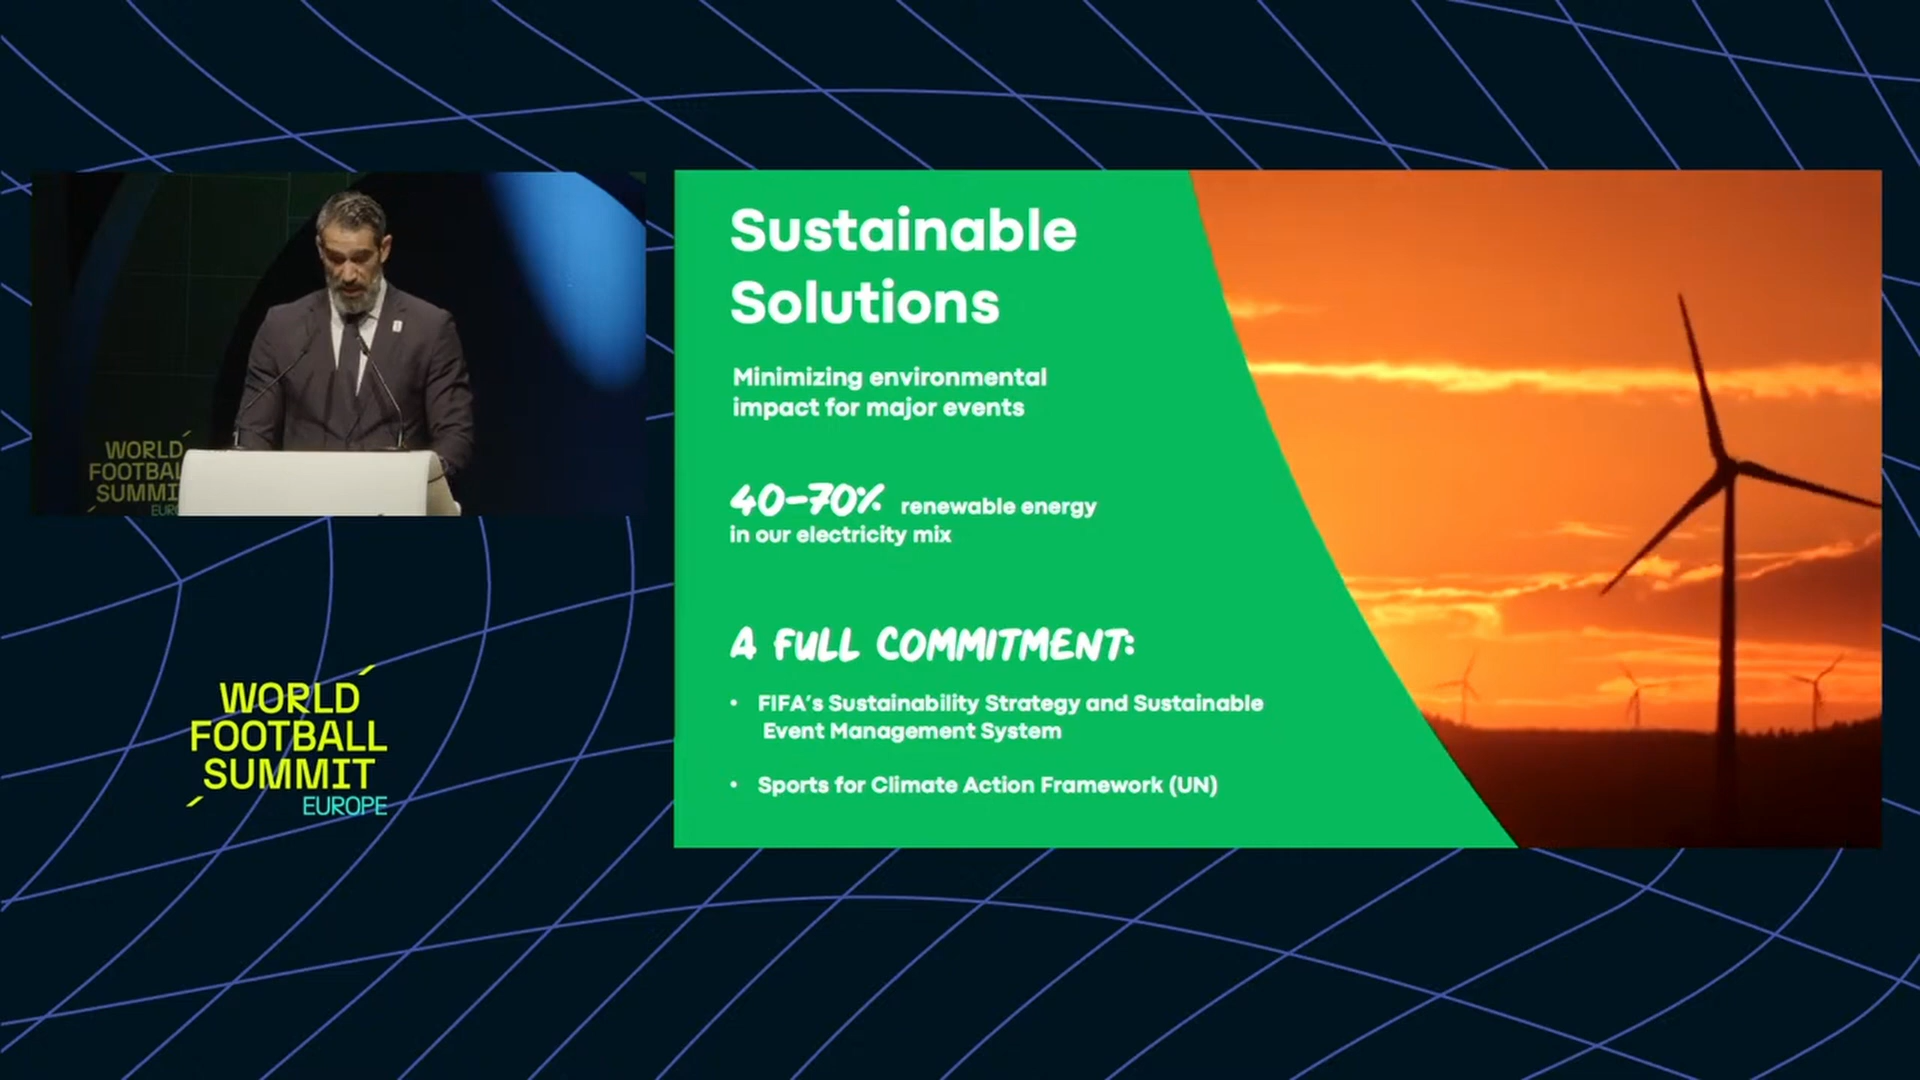 WORLD
FOOTBAL
SUMMI
EUR
WORLD
FOOTBALL
SUMMIT
EUROPE
Sustainable
Solutions
Minimizing environmental
impact for major events
40-70% renewable energy
in our electricity mix
A FULL COMMITMENT:
• FIFA's Sustainability Strategy and Sustainable
Event Management System
• Sports for Climate Action Framework (UN)